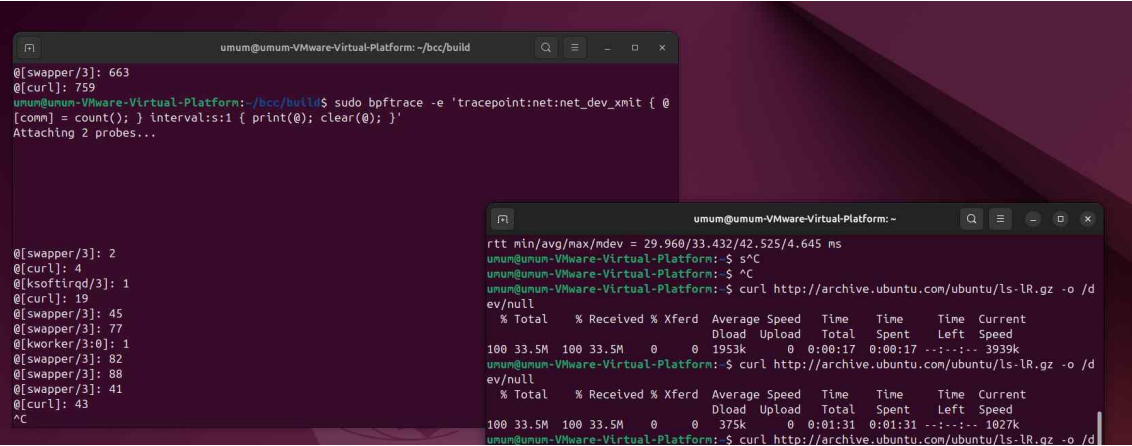 umum@umum-VMware-Virtual-Platform: ~/bcc/build
@[swapper/3]: 663
@[curl]: 759
umum@umum-VMware-Virtual-Platform:~/bcc/build$ sudo bpftrace -e 'tracepoint:net:net_dev_xmit { @
[comm] = count(); } interval:s:1 { print(@); clear(@); }'
Attaching 2 probes...
@[swapper/3]: 2
@[curl]: 4
@[ksoftirqd/3]: 1
@[curl]: 19
@[swapper/3]: 45
@[swapper/3]: 77
@[kworker/3:0]: 1
@[swapper/3]: 82
@[swapper/3]: 88
@[swapper/3]: 41
@[curl]: 43
^C
umum@umum-VMware-Virtual-Platform: ~
rtt min/avg/max/mdev = 29.960/33.432/42.525/4.645 ms
umum@umum-VMware-Virtual-Platform:~$ s^C
umum@umum-VMware-Virtual-Platform:~$ ^C
umum@umum-VMware-Virtual-Platform:~$ curl http://archive.ubuntu.com/ubuntu/ls-lR.gz -o /d
ev/null
% Total % Received % Xferd Average Speed Time Time Time Current
Dload Upload Total Spent Left Speed
100 33.5M 100 33.5M 0 0 1953k 0 0:00:17 0:00:17 --:--:-- 3939k
umum@umum-VMware-Virtual-Platform:~$ curl http://archive.ubuntu.com/ubuntu/ls-lR.gz -o /d
ev/null
% Total % Received % Xferd Average Speed Time Time Time Current
Dload Upload Total Spent Left Speed
100 33.5M 100 33.5M 0 0 375k 0 0:01:31 0:01:31 --:--:-- 1027k
umum@umum-VMware-Virtual-Platform:~$ curl http://archive.ubuntu.com/ubuntu/ls-lR.gz -o /d